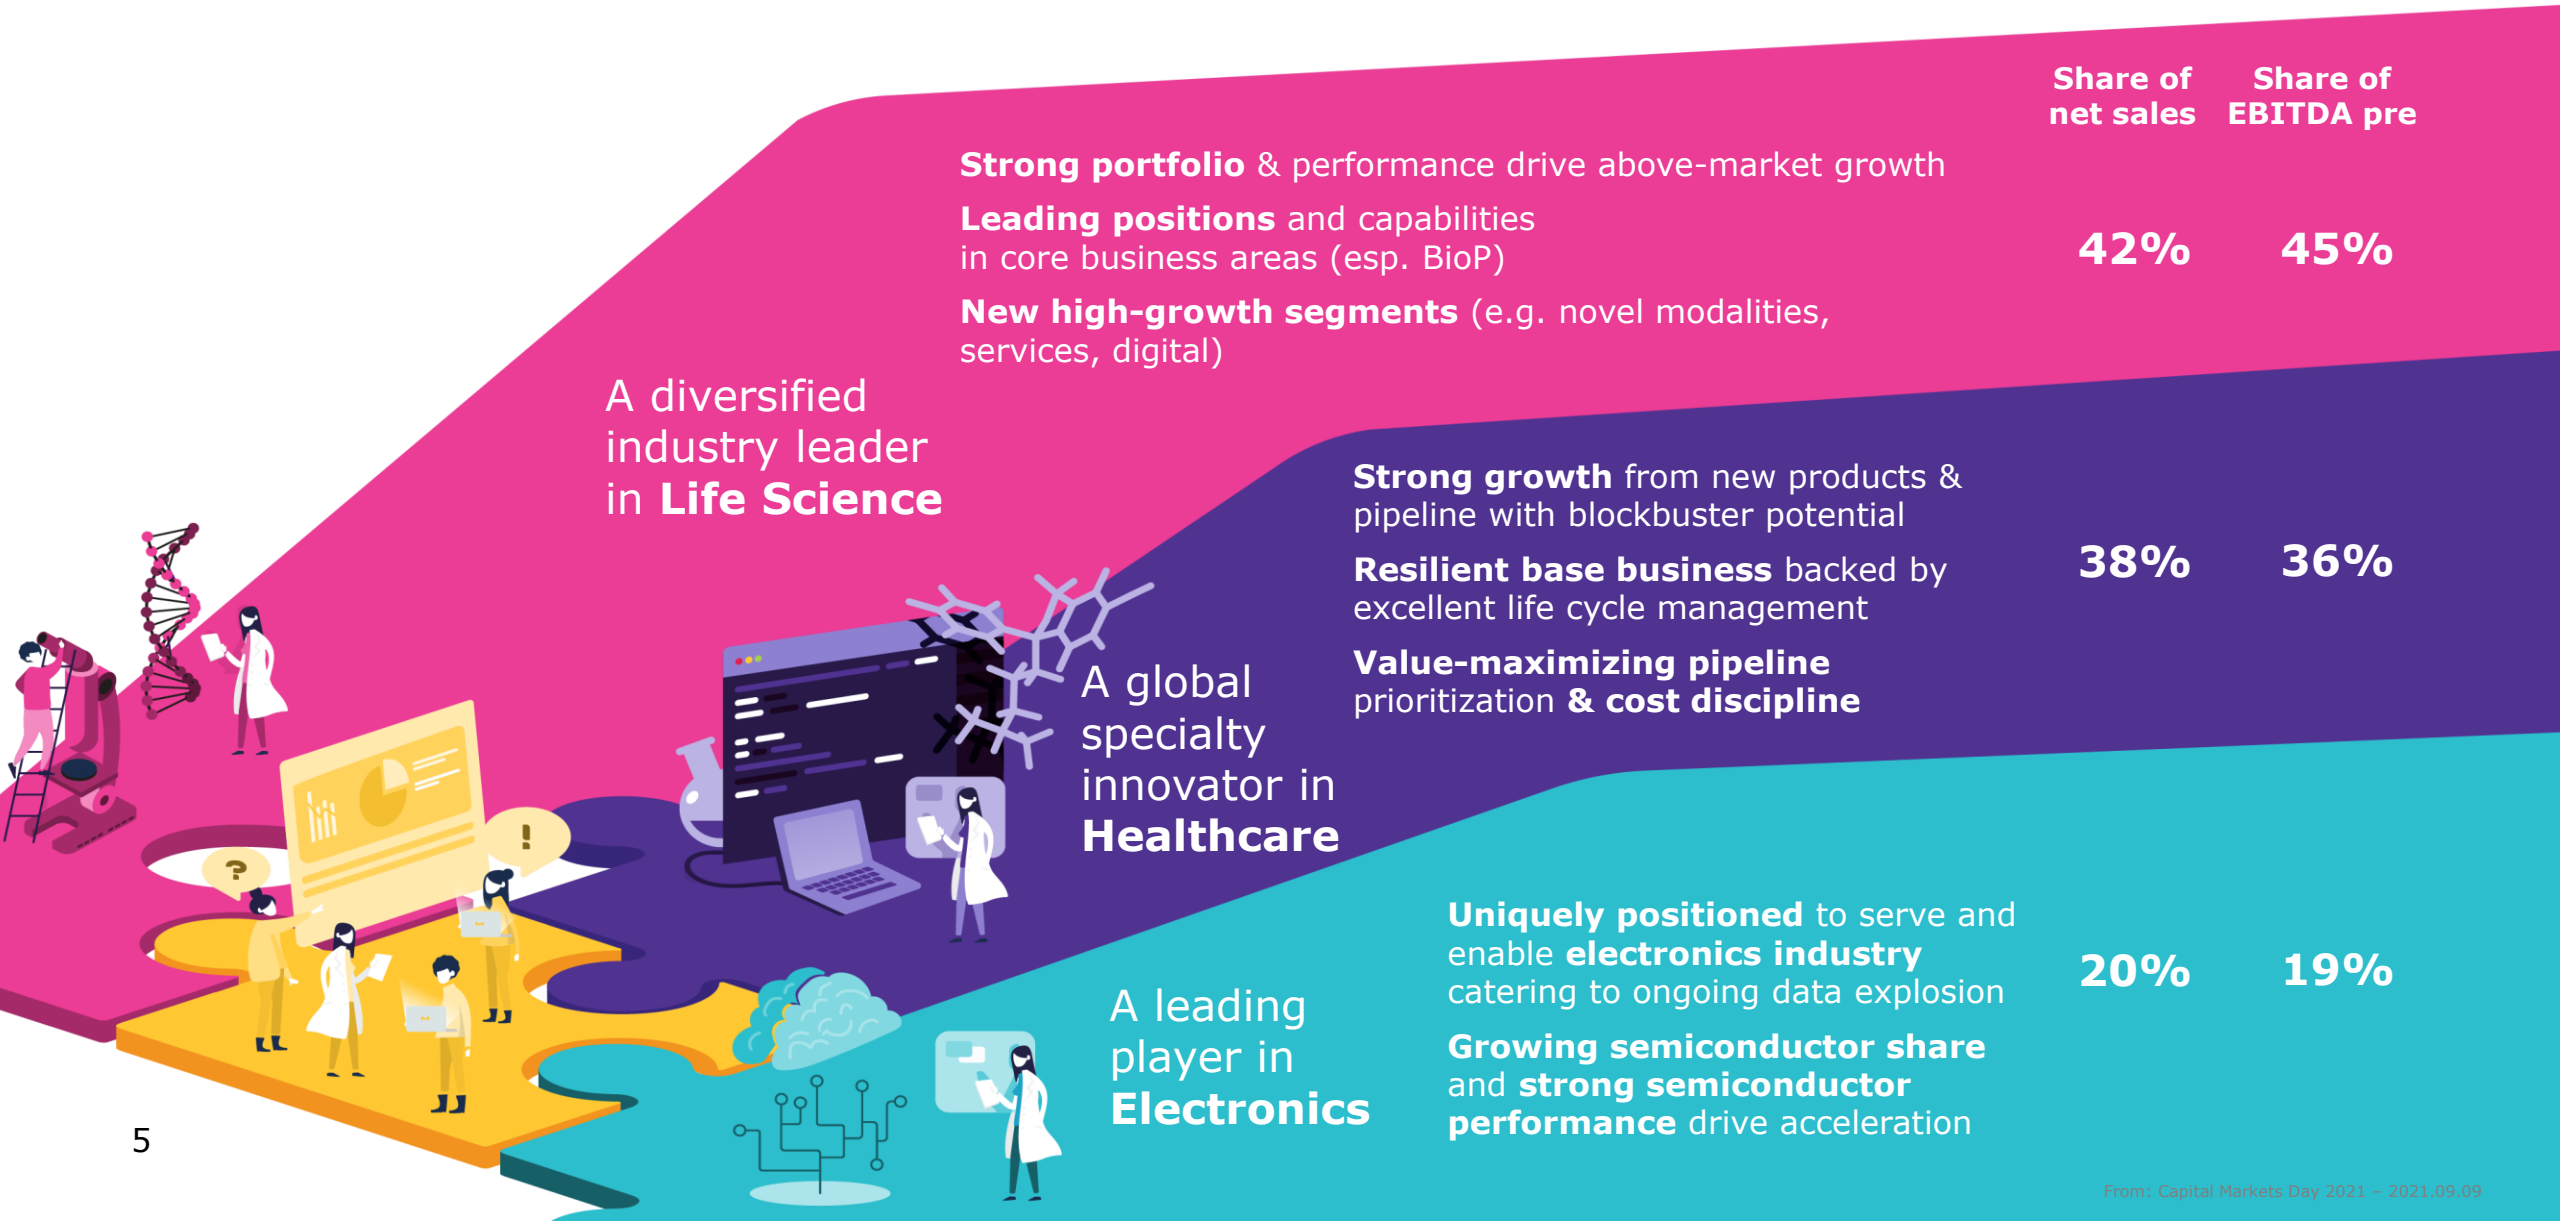 Share of
net sales
Share of
EBITDA pre
Strong portfolio & performance drive above-market growth
Leading positions and capabilities
in core business areas (esp. BioP)
New high-growth segments (e.g. novel modalities,
services, digital)
42%
45%
A diversified
industry leader
in Life Science
Strong growth from new products &
pipeline with blockbuster potential
Resilient base business backed by
excellent life cycle management
Value-maximizing pipeline
prioritization & cost discipline
38%
36%
A global
specialty
innovator in
Healthcare
?
!
Uniquely positioned to serve and
enable electronics industry
catering to ongoing data explosion
Growing semiconductor share
and strong semiconductor
performance drive acceleration
20%
19%
A leading
player in
Electronics
5
From: Capital Markets Day 2021 – 2021.09.09